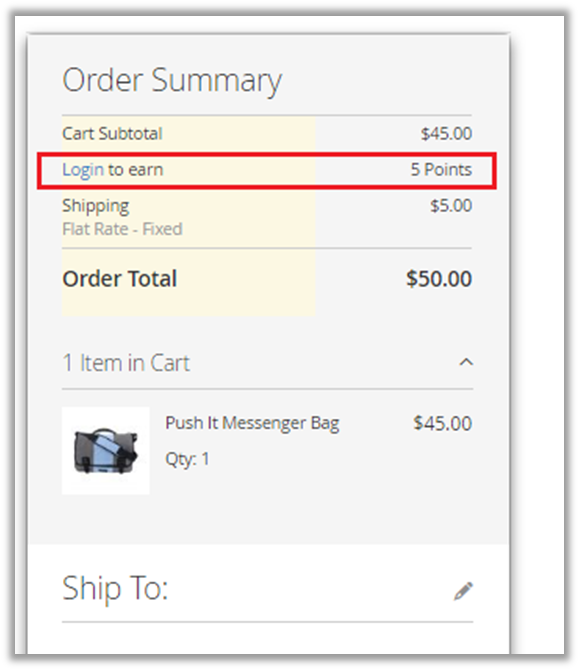 Order Summary
Cart Subtotal $45.00
Login to earn 5 Points
Shipping $5.00
Flat Rate - Fixed
Order Total $50.00
1 Item in Cart
Push It Messenger Bag $45.00
Qty: 1
Ship To: